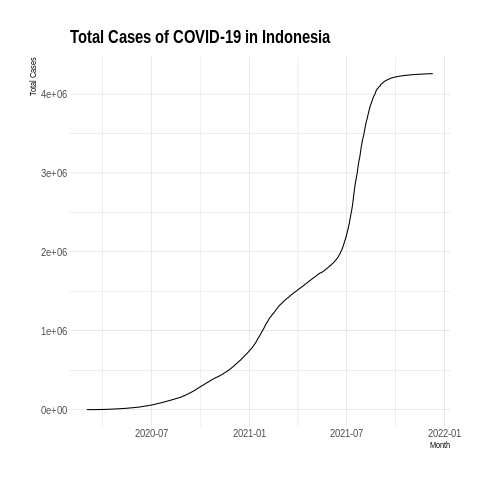 Total Cases of COVID-19 in Indonesia
Total Cases
4e+06
3e+06
2e+06
1e+06
0e+00
2020-07 2021-01 2021-07 2022-01
Month